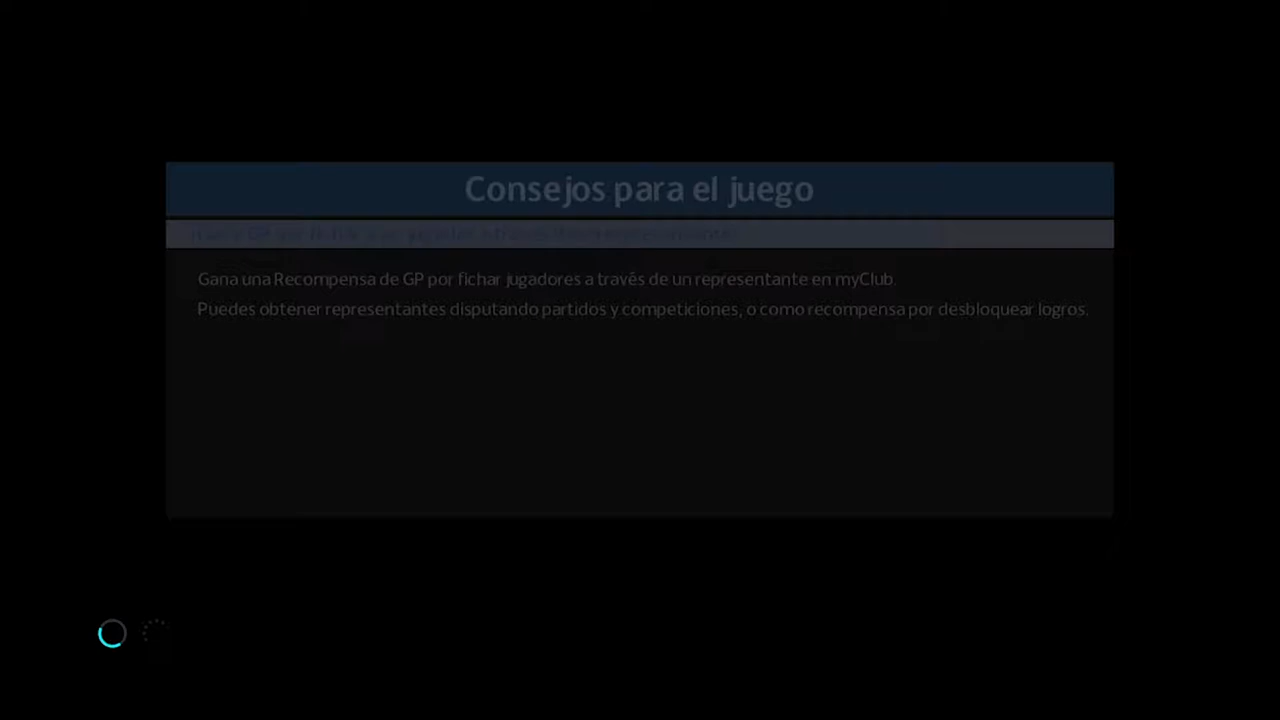 Consejos para el juego
Gana una Recompensa de GP por fichar jugadores a través de un representante en myClub.
Puedes obtener representantes disputando partidos y competiciones, o como recompensa por desbloquear logros.